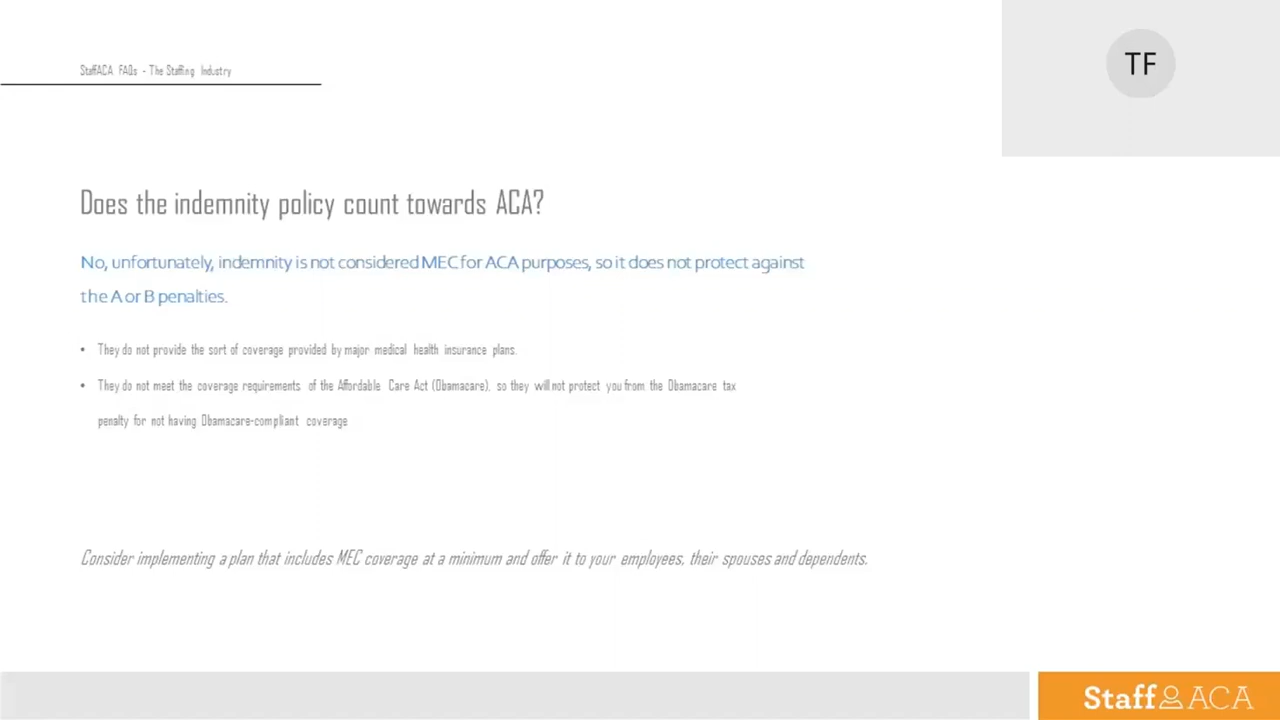 StaffACA FAQs - The Staffing Industry
TF
Does the indemnity policy count towards ACA?
No, unfortunately, indemnity is not considered MEC for ACA purposes, so it does not protect against
the A or B penalties.
• They do not provide the sort of coverage provided by major medical health insurance plans.
• They do not meet the coverage requirements of the Affordable Care Act (Obamacare), so they will not protect you from the Obamacare tax
penalty for not having Obamacare-compliant coverage
Consider implementing a plan that includes MEC coverage at a minimum and offer it to your employees, their spouses and dependents.
Staff ACA